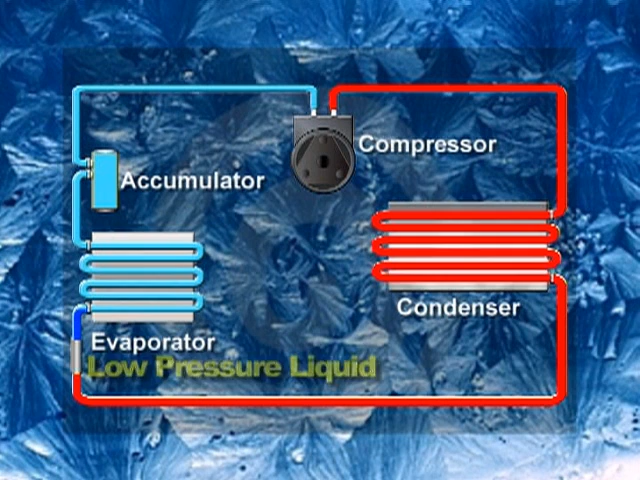 Compressor
Accumulator
Condenser
Evaporator
Low Pressure Liquid